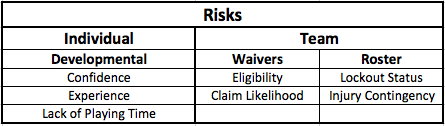 Risks
Individual Team
Developmental Waivers Roster
Confidence Eligibility Lockout Status
Experience Claim Likelihood Injury Contingency
Lack of Playing Time